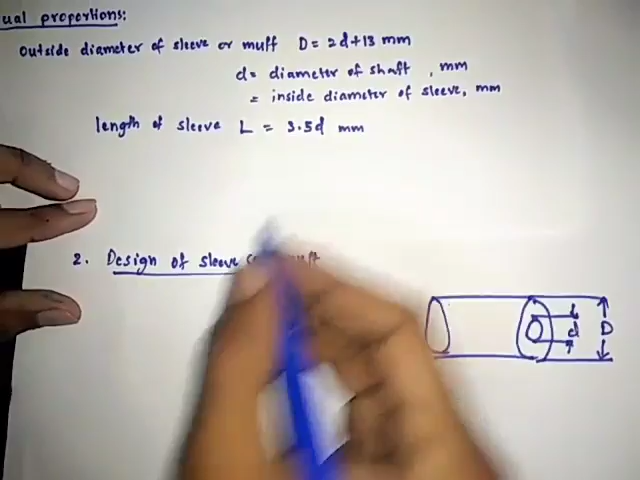 ual proportions:
Outside diameter of sleeve or muff D = 2d+13 mm
d = diameter of shaft , mm
= inside diameter of sleeve, mm
length of sleeve L = 3.5d mm
2. Design of sleeve
d
D